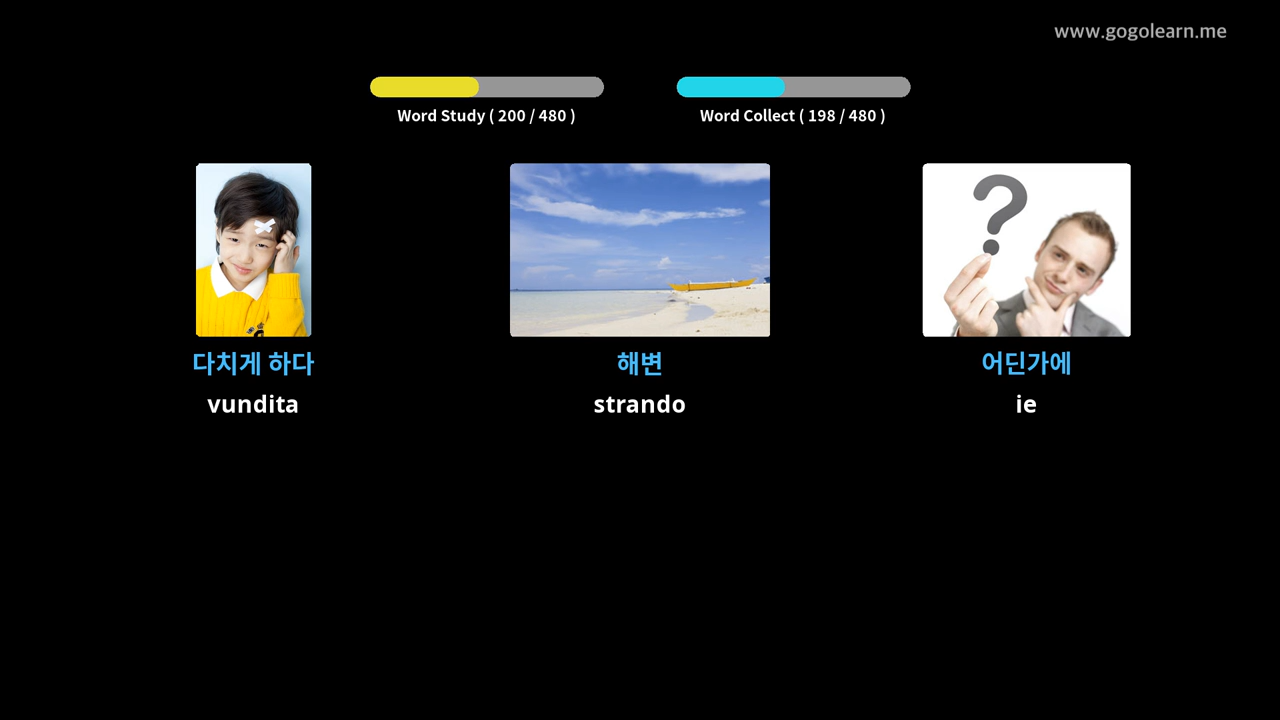 www.gogolearn.me
Word Study ( 200 / 480 )
Word Collect ( 198 / 480 )
다치게 하다
해변
어딘가에
vundita
strando
ie